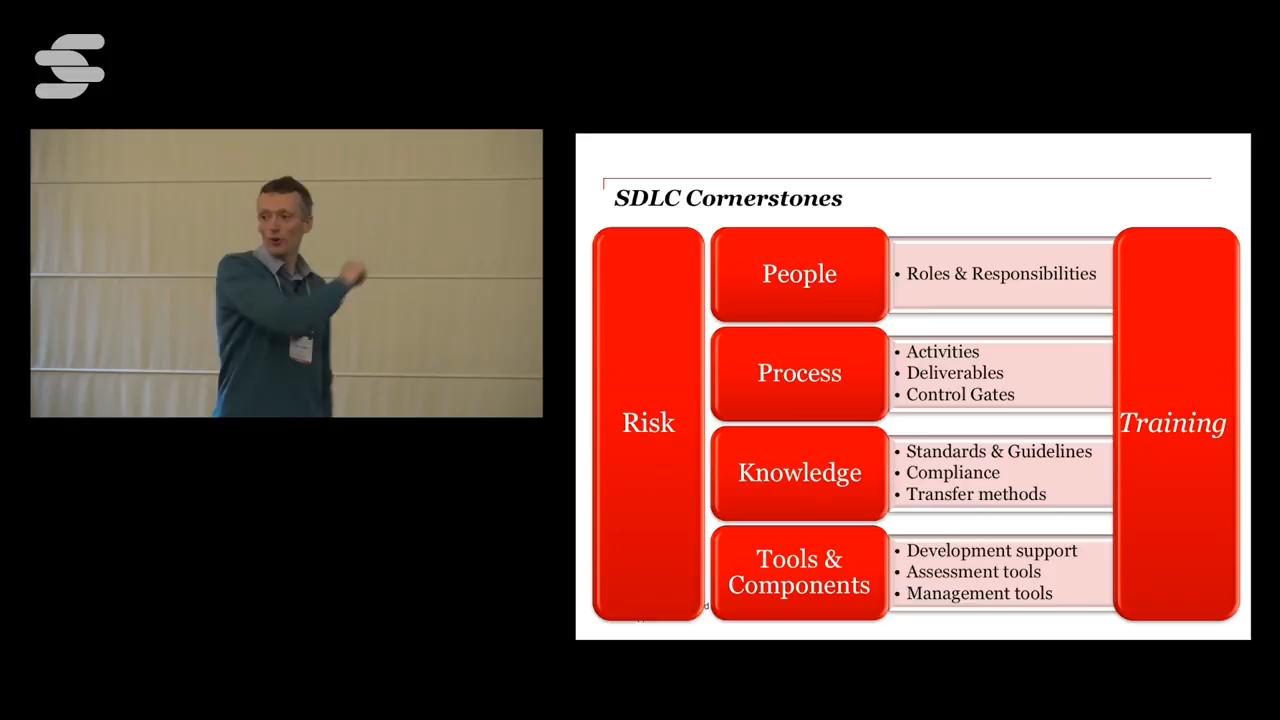 SDLC Cornerstones
Risk
People
• Roles & Responsibilities
Process
• Activities
• Deliverables
• Control Gates
Knowledge
• Standards & Guidelines
• Compliance
• Transfer methods
Tools &
Components
• Development support
• Assessment tools
• Management tools
Training